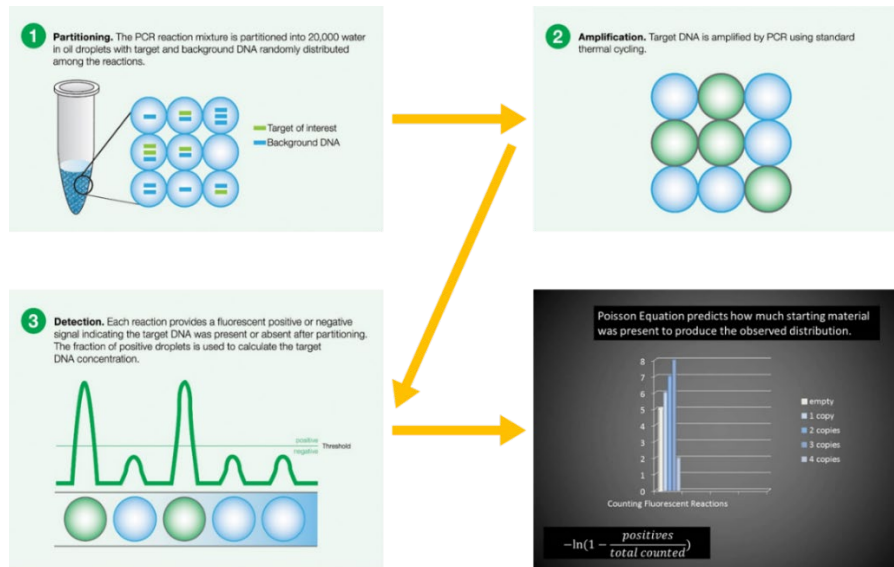 1 Partitioning. The PCR reaction mixture is partitioned into 20,000 water
in oil droplets with target and background DNA randomly distributed
among the reactions.
Target of interest
Background DNA
2 Amplification. Target DNA is amplified by PCR using standard
thermal cycling.
3 Detection. Each reaction provides a fluorescent positive or negative
signal indicating the target DNA was present or absent after partitioning.
The fraction of positive droplets is used to calculate the target
DNA concentration.
positive
Threshold
negative
Poisson Equation predicts how much starting material
was present to produce the observed distribution.
8
7
6
5
4
3
2
1
0
empty
1 copy
2 copies
3 copies
4 copies
Counting Fluorescent Reactions
−ln(1 − positives/total counted)